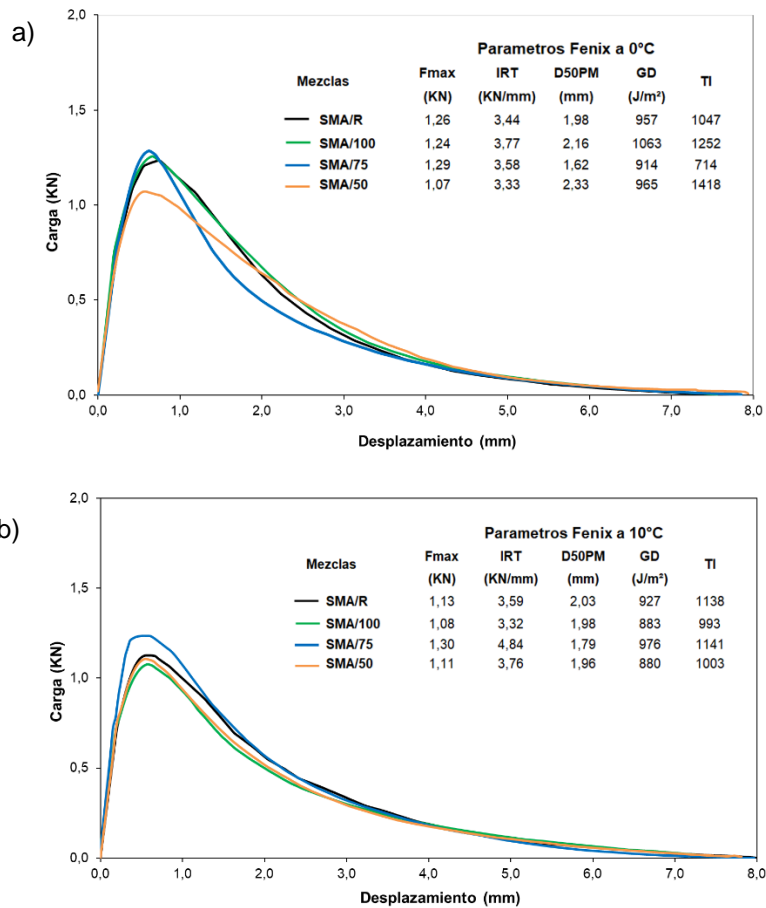 a)
2,0
Parametros Fenix a 0°C
Mezclas Fmax IRT D50PM GD TI
(KN) (KN/mm) (mm) (J/m²)
1,5
SMA/R 1,26 3,44 1,98 957 1047
SMA/100 1,24 3,77 2,16 1063 1252
SMA/75 1,29 3,58 1,62 914 714
SMA/50 1,07 3,33 2,33 965 1418
Carga (KN)
1,0
0,5
0,0
0,0 1,0 2,0 3,0 4,0 5,0 6,0 7,0 8,0
Desplazamiento (mm)
b)
2,0
Parametros Fenix a 10°C
Mezclas Fmax IRT D50PM GD TI
(KN) (KN/mm) (mm) (J/m²)
1,5
SMA/R 1,13 3,59 2,03 927 1138
SMA/100 1,08 3,32 1,98 883 993
SMA/75 1,30 4,84 1,79 976 1141
SMA/50 1,11 3,76 1,96 880 1003
Carga (KN)
1,0
0,5
0,0
0,0 1,0 2,0 3,0 4,0 5,0 6,0 7,0 8,0
Desplazamiento (mm)